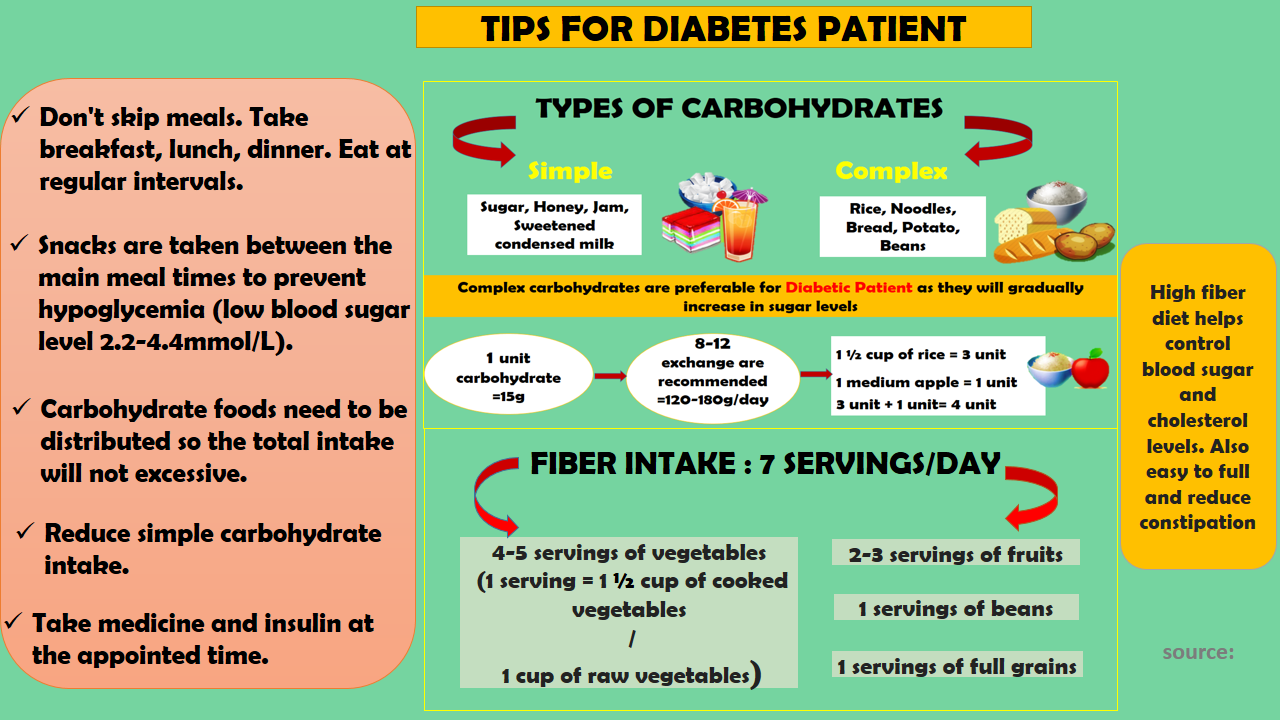 TIPS FOR DIABETES PATIENT
✓ Don't skip meals. Take
breakfast, lunch, dinner. Eat at
regular intervals.
✓ Snacks are taken between the
main meal times to prevent
hypoglycemia (low blood sugar
level 2.2-4.4mmol/L).
✓ Carbohydrate foods need to be
distributed so the total intake
will not excessive.
✓ Reduce simple carbohydrate
intake.
✓ Take medicine and insulin at
the appointed time.
TYPES OF CARBOHYDRATES
Simple
Sugar, Honey, Jam,
Sweetened
condensed milk
Complex
Rice, Noodles,
Bread, Potato,
Beans
Complex carbohydrates are preferable for Diabetic Patient as they will gradually
increase in sugar levels
1 unit
carbohydrate
=15g
8-12
exchange are
recommended
=120-180g/day
1 ½ cup of rice = 3 unit
1 medium apple = 1 unit
3 unit + 1 unit= 4 unit
FIBER INTAKE : 7 SERVINGS/DAY
4-5 servings of vegetables
(1 serving = 1 ½ cup of cooked
vegetables
/
1 cup of raw vegetables)
2-3 servings of fruits
1 servings of beans
1 servings of full grains
High fiber
diet helps
control
blood sugar
and
cholesterol
levels. Also
easy to full
and reduce
constipation
source: